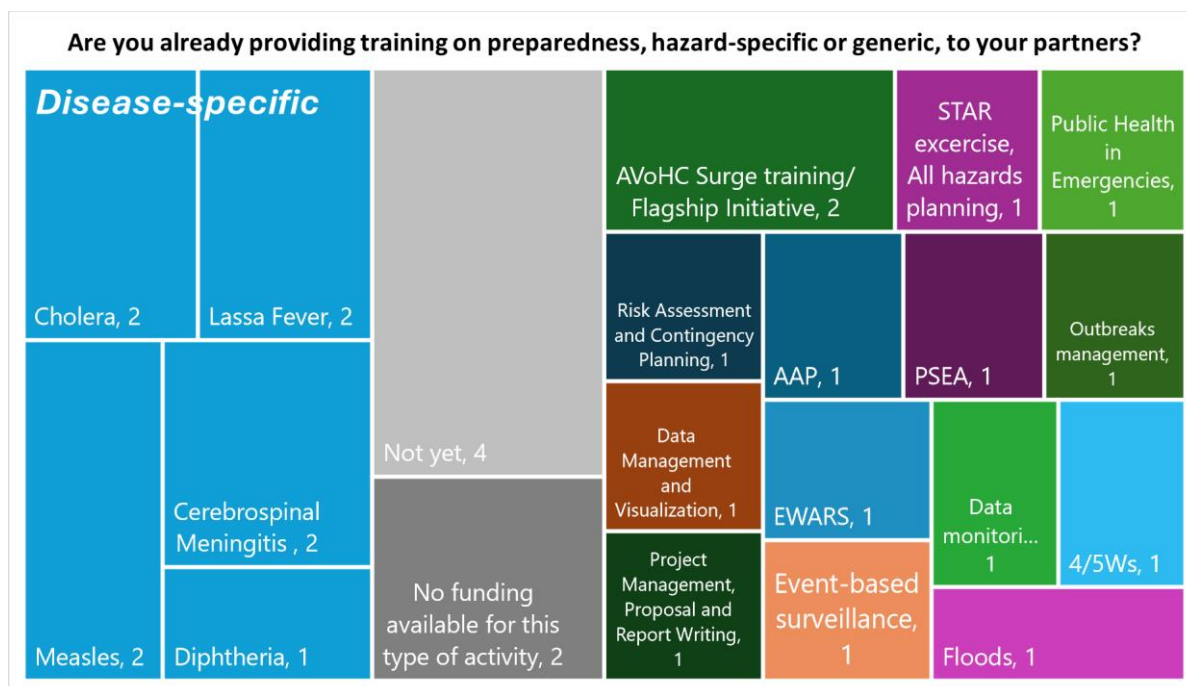 Are you already providing training on preparedness, hazard-specific or generic, to your partners?
Disease-specific
Cholera, 2
Lassa Fever, 2
Measles, 2
Cerebrospinal
Meningitis , 2
Diphtheria, 1
Not yet, 4
No funding
available for this
type of activity, 2
AVoHC Surge training/
Flagship Initiative, 2
STAR
excercise,
All hazards
planning, 1
Public Health
in
Emergencies,
1
Risk Assessment
and Contingency
Planning, 1
AAP, 1
PSEA, 1
Outbreaks
management,
1
Data
Management
and
Visualization, 1
EWARS, 1
Data
monitori...
1
4/5Ws, 1
Project
Management,
Proposal and
Report Writing,
1
Event-based
surveillance,
1
Floods, 1